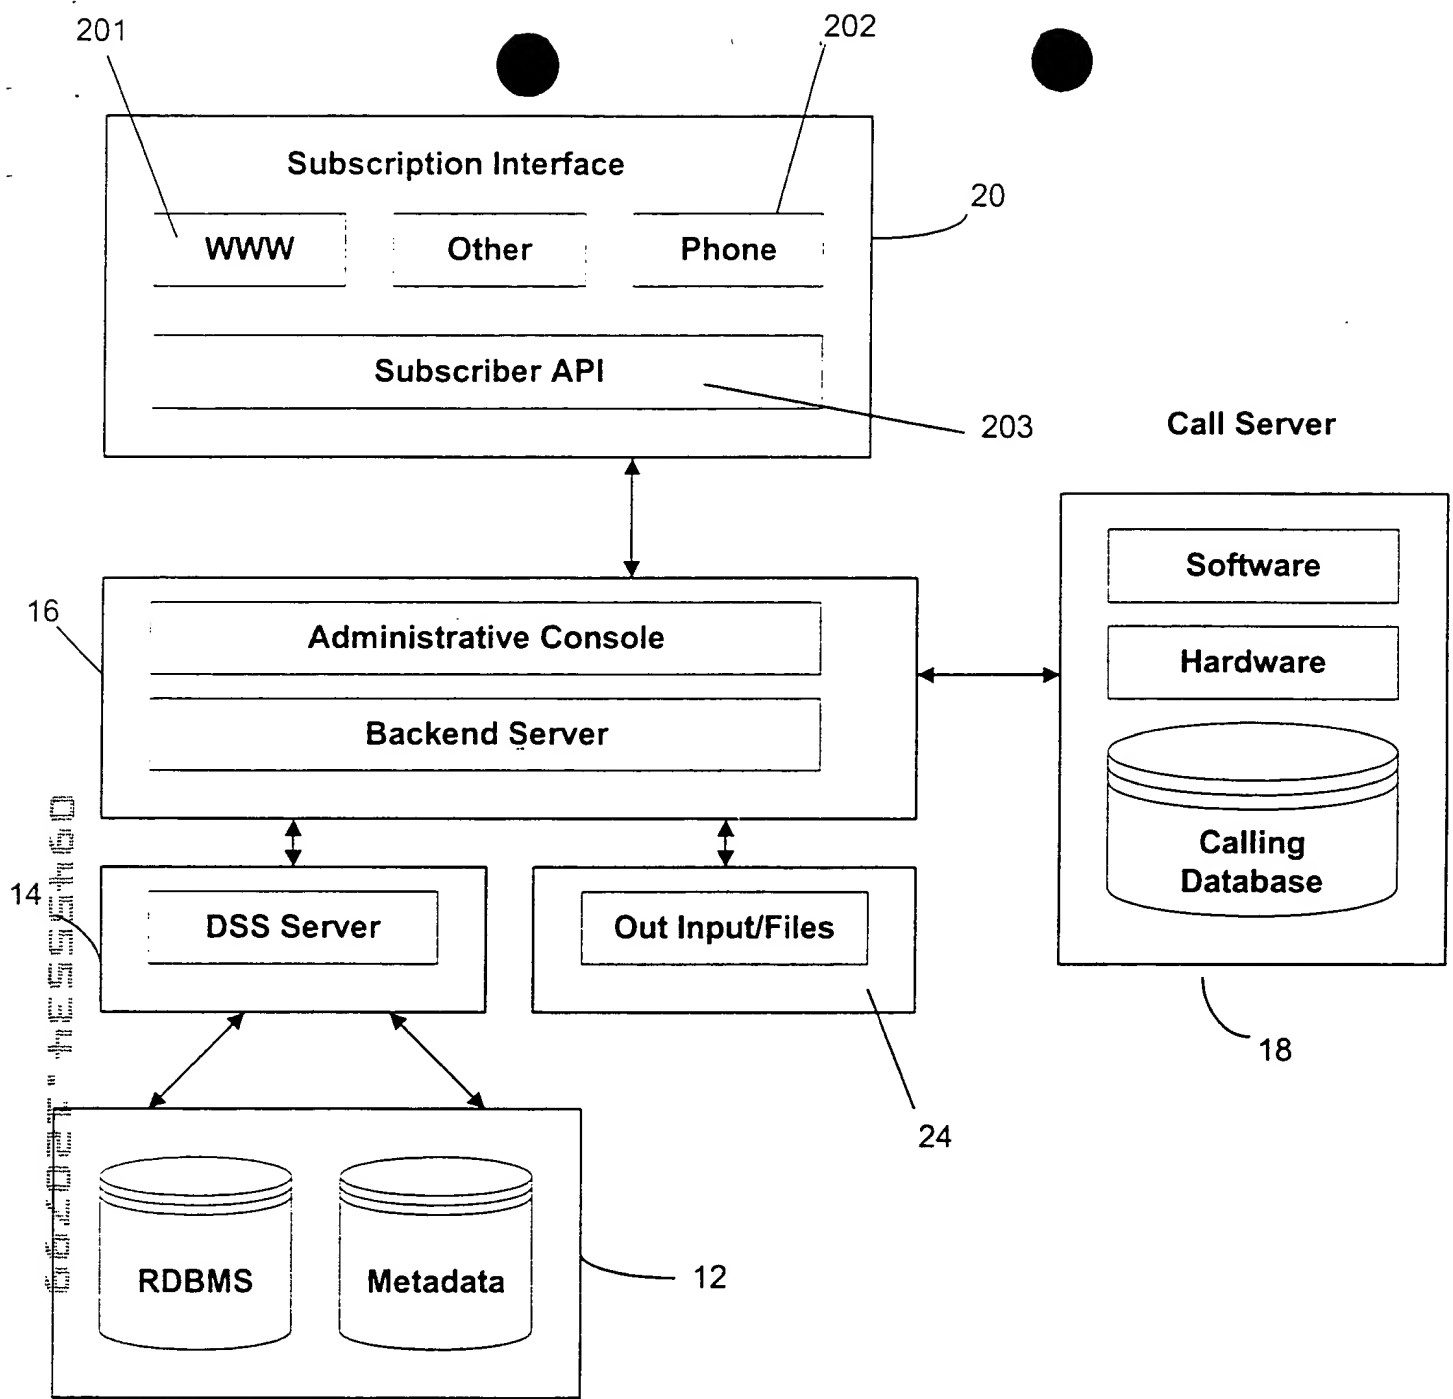 201
202
Subscription Interface
20
WWW
Other
Phone
Subscriber API
203
Call Server
16
Administrative Console
Backend Server
Software
Hardware
Calling
Database
14
DSS Server
Out Input/Files
18
24
RDBMS
Metadata
12